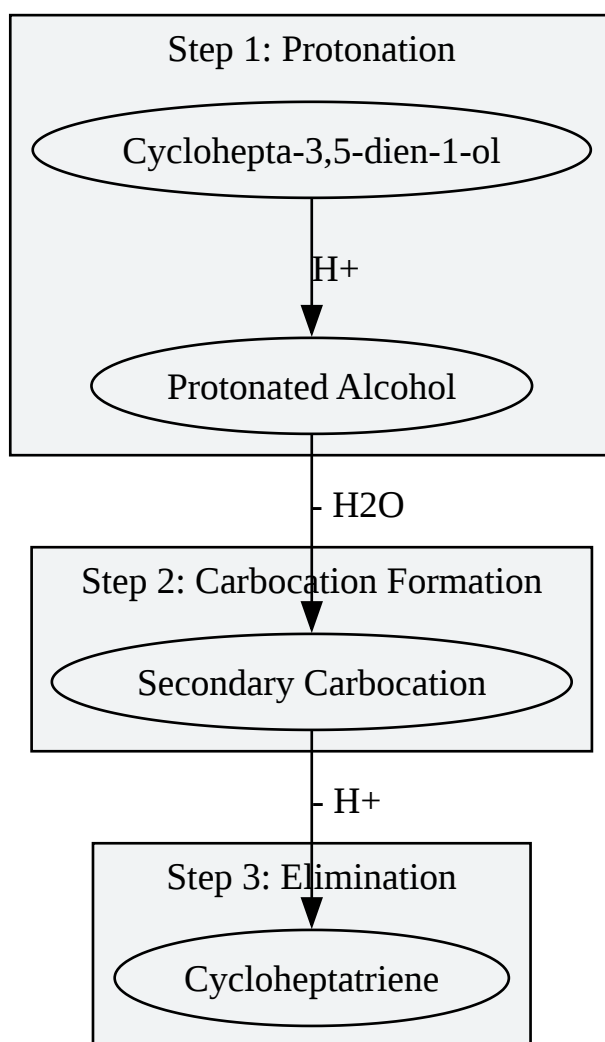 Step 1: Protonation
Cyclohepta-3,5-dien-1-ol
H+
Protonated Alcohol
- H2O
Step 2: Carbocation Formation
Secondary Carbocation
- H+
Step 3: Elimination
Cycloheptatriene